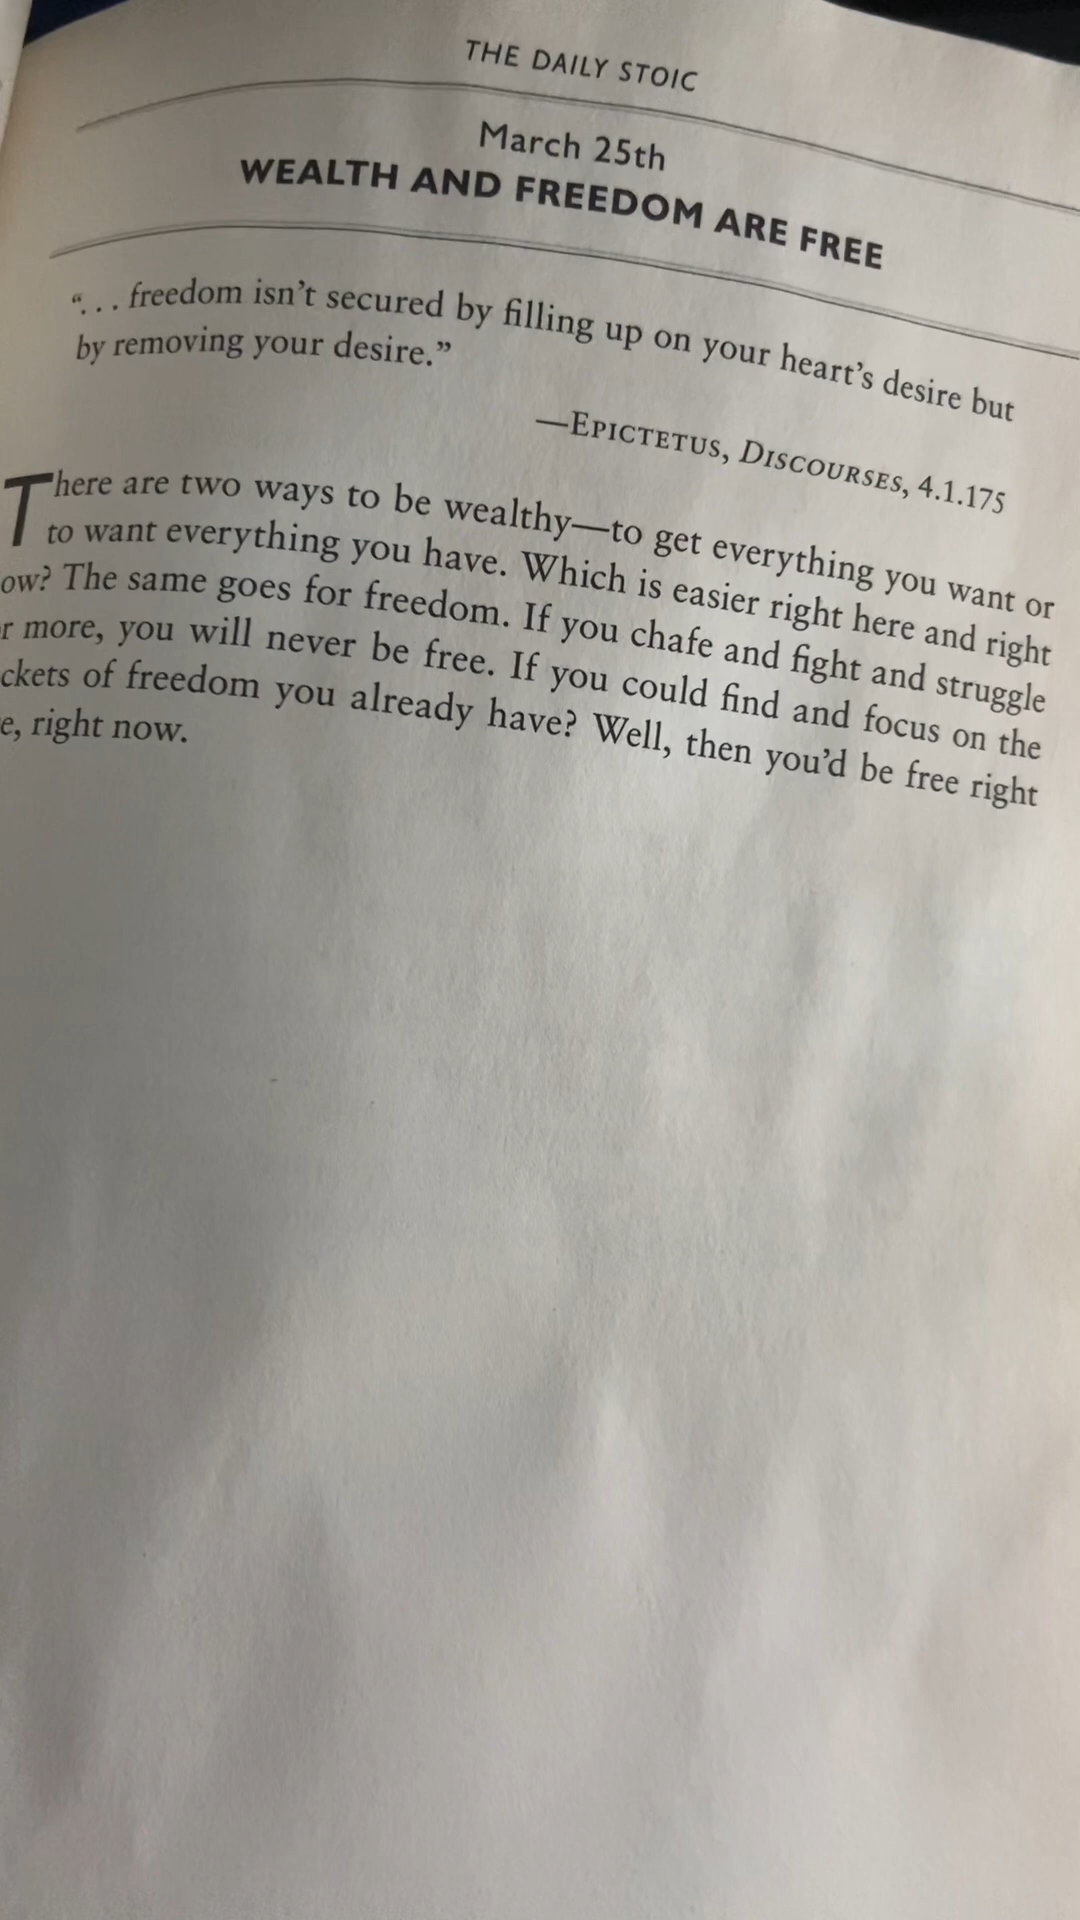 THE DAILY STOIC
March 25th
WEALTH AND FREEDOM ARE FREE
“. . . freedom isn’t secured by filling up on your heart’s desire but
by removing your desire.”
—EPICTETUS, DISCOURSES, 4.1.175
There are two ways to be wealthy—to get everything you want or
to want everything you have. Which is easier right here and right
ow? The same goes for freedom. If you chafe and fight and struggle
r more, you will never be free. If you could find and focus on the
ckets of freedom you already have? Well, then you’d be free right
e, right now.